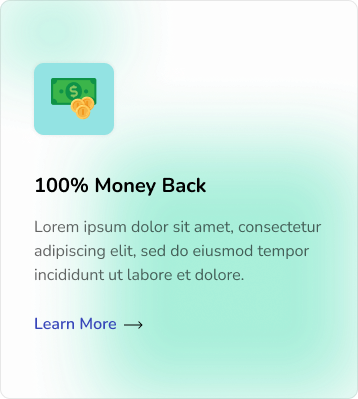 100% Money Back
Lorem ipsum dolor sit amet, consectetur
adipiscing elit, sed do eiusmod tempor
incididunt ut labore et dolore.
Learn More